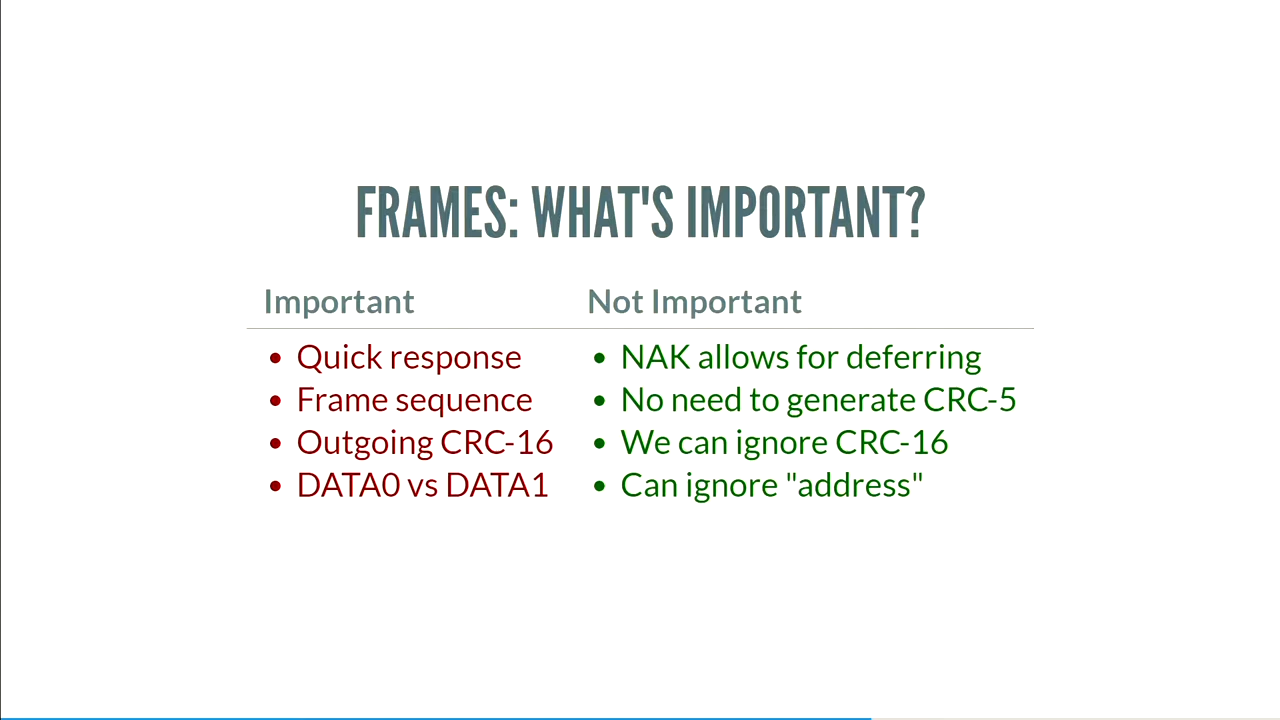 FRAMES: WHAT'S IMPORTANT?
Important
Not Important
• Quick response
• Frame sequence
• Outgoing CRC-16
• DATA0 vs DATA1
• NAK allows for deferring
• No need to generate CRC-5
• We can ignore CRC-16
• Can ignore "address"